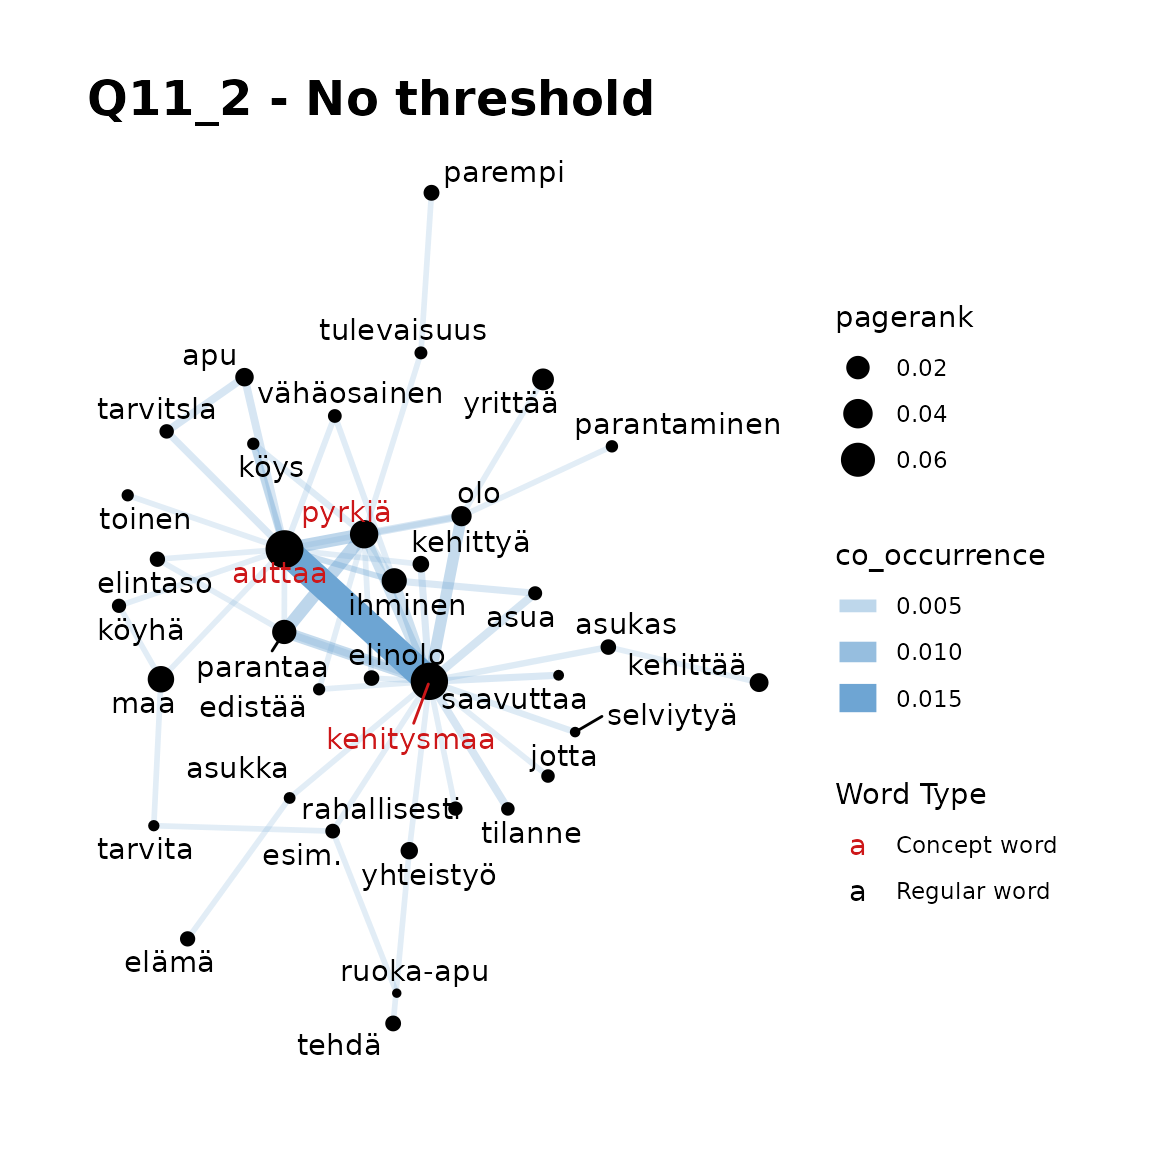 Q11_2 - No threshold
parempi
tulevaisuus
apu
vähäosainen
yrittää
tarvitsla
parantaminen
köys
olo
toinen
pyrkiä
kehittyä
elintaso
auttaa
ihminen
asua
köyhä
asukas
elinolo
parantaa
kehittää
maa
edistää
saavuttaa
selviytyä
kehitysmaa
jotta
asukka
rahallisesti
tilanne
tarvita
esim.
yhteistyö
elämä
ruoka-apu
tehdä
pagerank
0.02
0.04
0.06
co_occurrence
0.005
0.010
0.015
Word Type
a Concept word
a Regular word